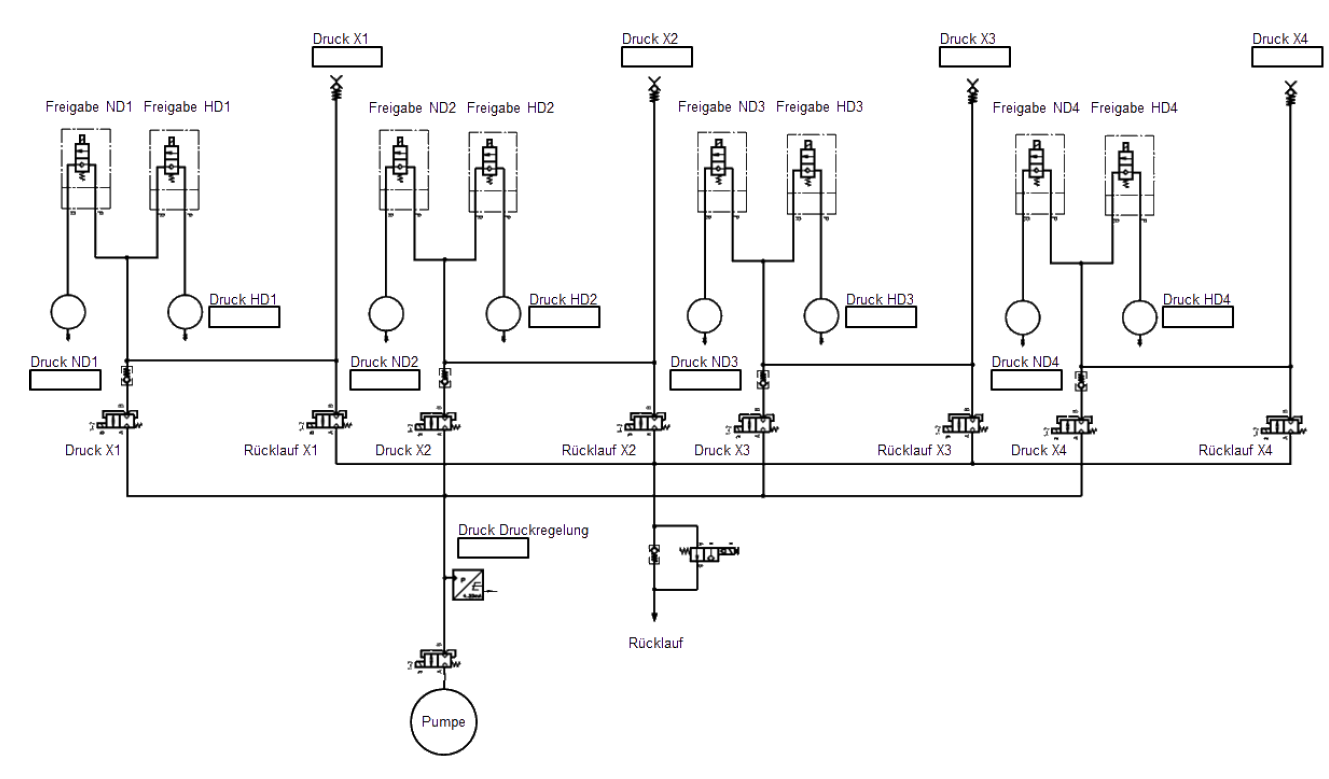 Druck X1
Druck X2
Druck X3
Druck X4
Freigabe ND1
Freigabe HD1
Freigabe ND2
Freigabe HD2
Freigabe ND3
Freigabe HD3
Freigabe ND4
Freigabe HD4
Druck HD1
Druck HD2
Druck HD3
Druck HD4
Druck ND1
Druck ND2
Druck ND3
Druck ND4
Druck X1
Rücklauf X1
Druck X2
Rücklauf X2
Druck X3
Rücklauf X3
Druck X4
Rücklauf X4
Druck Druckregelung
P
E
Rücklauf
Pumpe